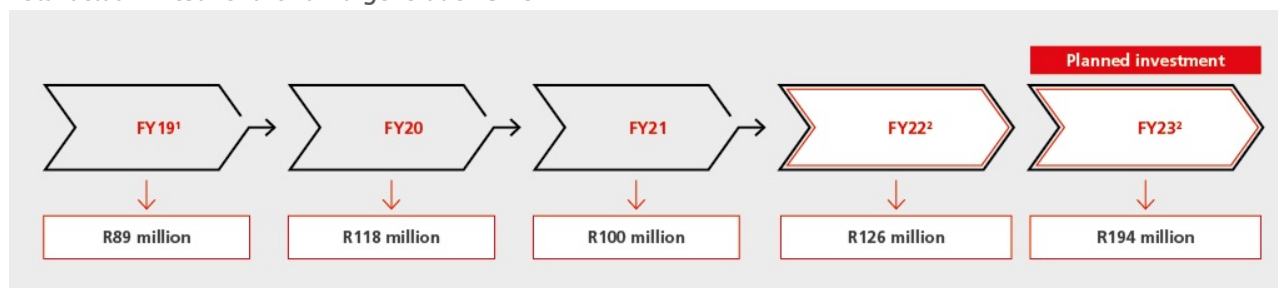 Planned investment
FY19¹ FY20 FY21 FY22² FY23²
R89 million R118 million R100 million R126 million R194 million